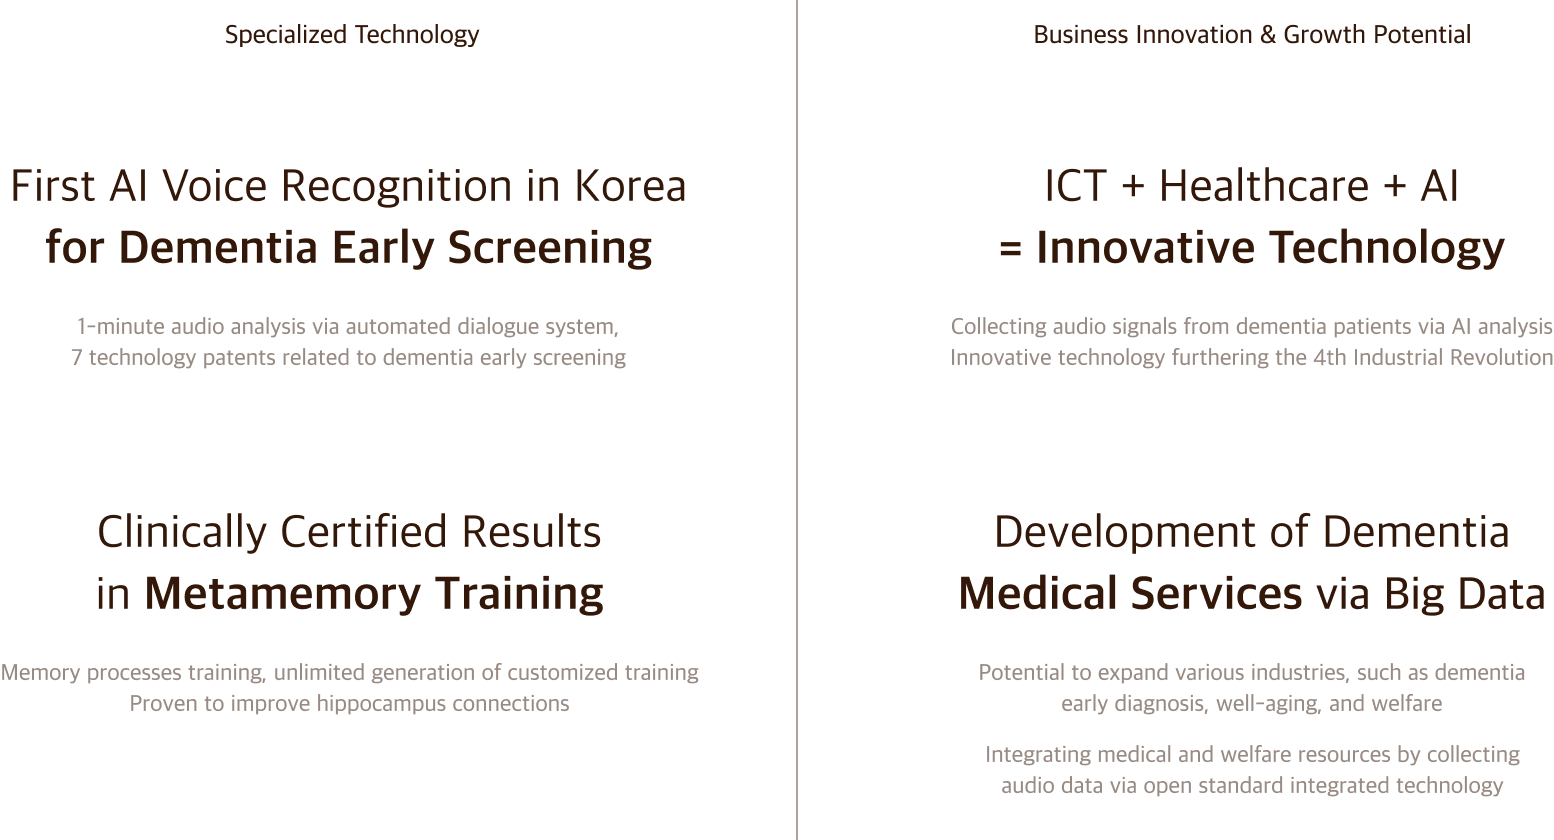 Specialized Technology
First AI Voice Recognition in Korea
for Dementia Early Screening
1-minute audio analysis via automated dialogue system,
7 technology patents related to dementia early screening
Clinically Certified Results
in Metamemory Training
Memory processes training, unlimited generation of customized training
Proven to improve hippocampus connections
Business Innovation & Growth Potential
ICT + Healthcare + AI
= Innovative Technology
Collecting audio signals from dementia patients via AI analysis
Innovative technology furthering the 4th Industrial Revolution
Development of Dementia
Medical Services via Big Data
Potential to expand various industries, such as dementia
early diagnosis, well-aging, and welfare
Integrating medical and welfare resources by collecting
audio data via open standard integrated technology